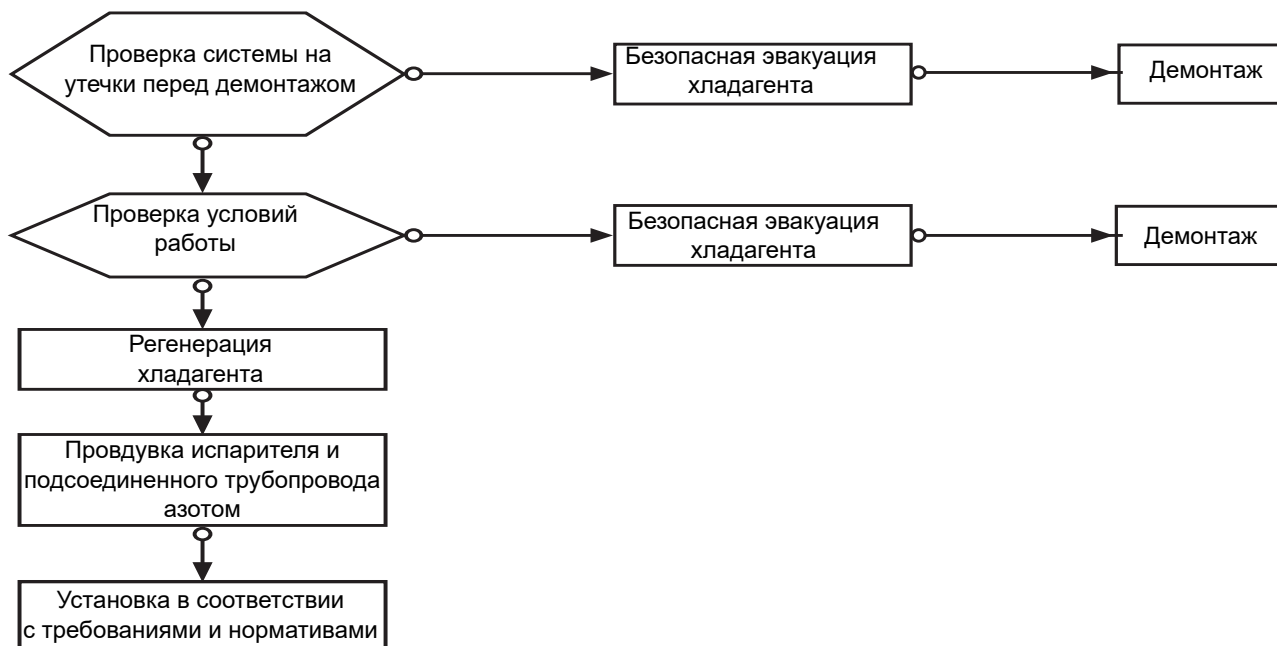 Проверка системы на
утечки перед демонтажом
Безопасная эвакуация
хладагента
Демонтаж
Проверка условий
работы
Безопасная эвакуация
хладагента
Демонтаж
Регенерация
хладагента
Провдувка испарителя и
подсоединенного трубопровода
азотом
Установка в соответствии
с требованиями и нормативами